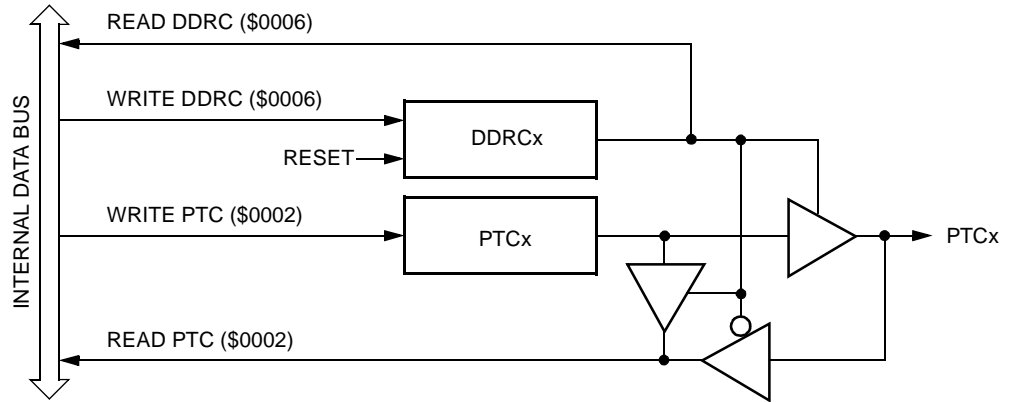 READ DDRC ($0006)
WRITE DDRC ($0006)
DDRCx
RESET
WRITE PTC ($0002)
PTCx
PTCx
READ PTC ($0002)
INTERNAL DATA BUS